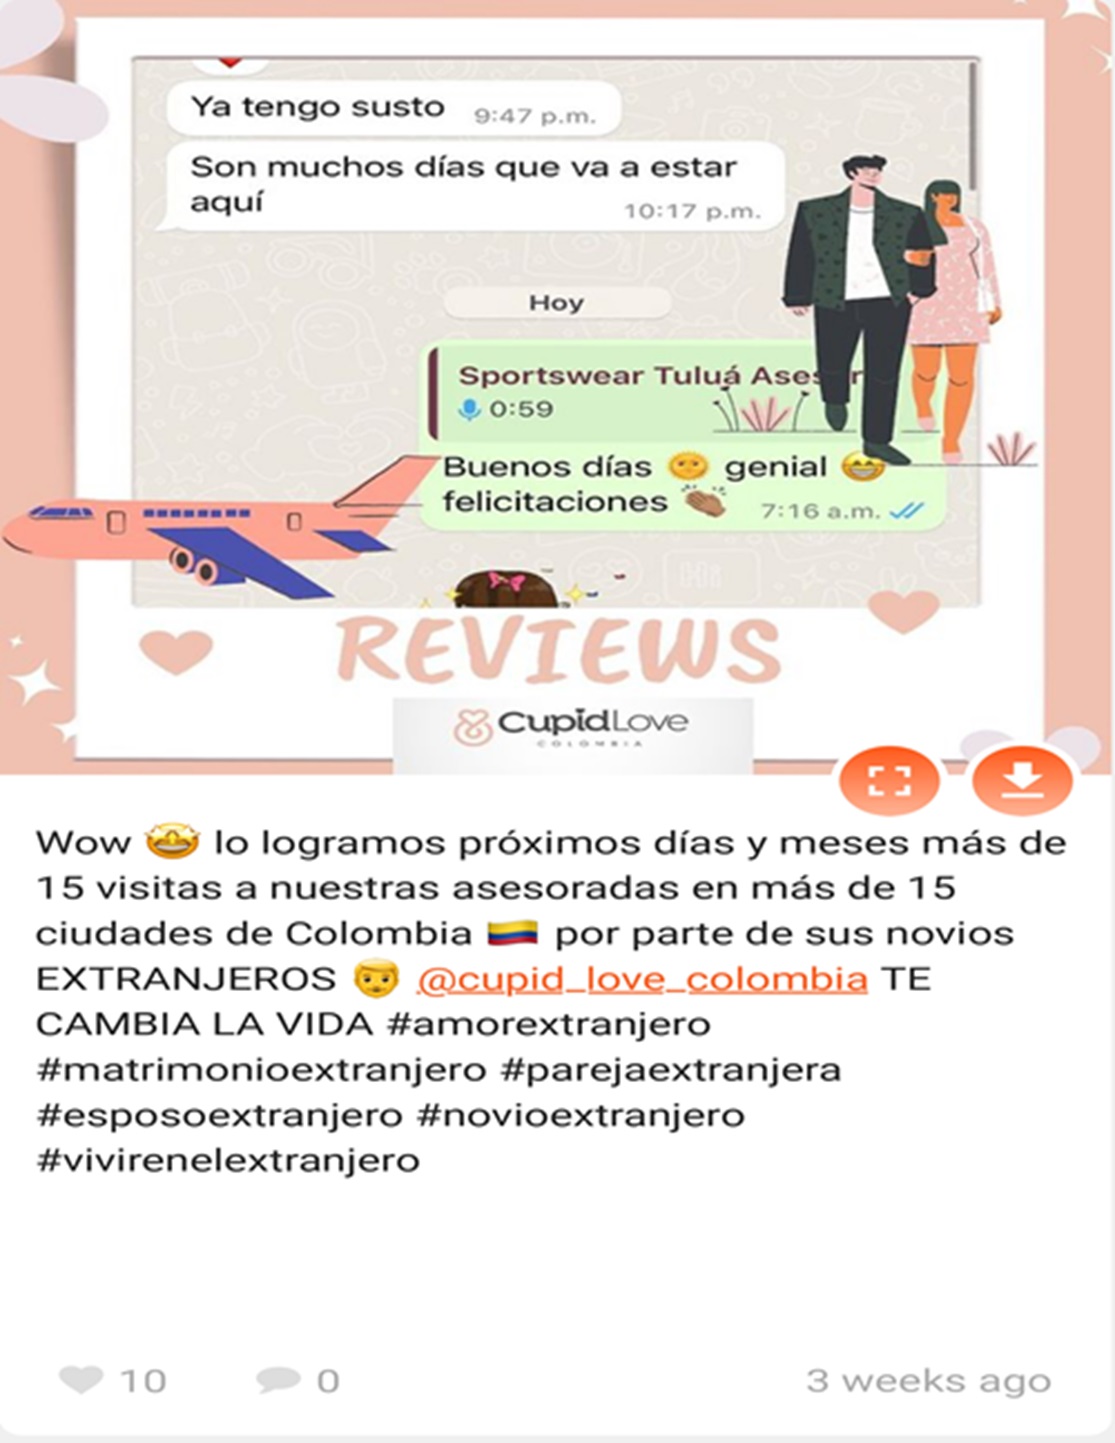 Ya tengo susto 9:47 p.m.
Son muchos días que va a estar
aquí 10:17 p.m.
Hoy
Sportswear Tuluá
0:59
Buenos días 🌞 genial 😅
felicitaciones 👏🏽 7:16 a.m.
Hi
REVIEWS
CupidLove
COLOMBIA
Wow 🤩 lo logramos próximos días y meses más de
15 visitas a nuestras asesoradas en más de 15
ciudades de Colombia 🇨🇴 por parte de sus novios
EXTRANJEROS 👨 @cupid_love_colombia TE
CAMBIA LA VIDA #amorextranjero
#matrimonioextranjero #parejaextranjera
#esposoextranjero #novioextranjero
#vivirenelextranjero
10 0 3 weeks ago